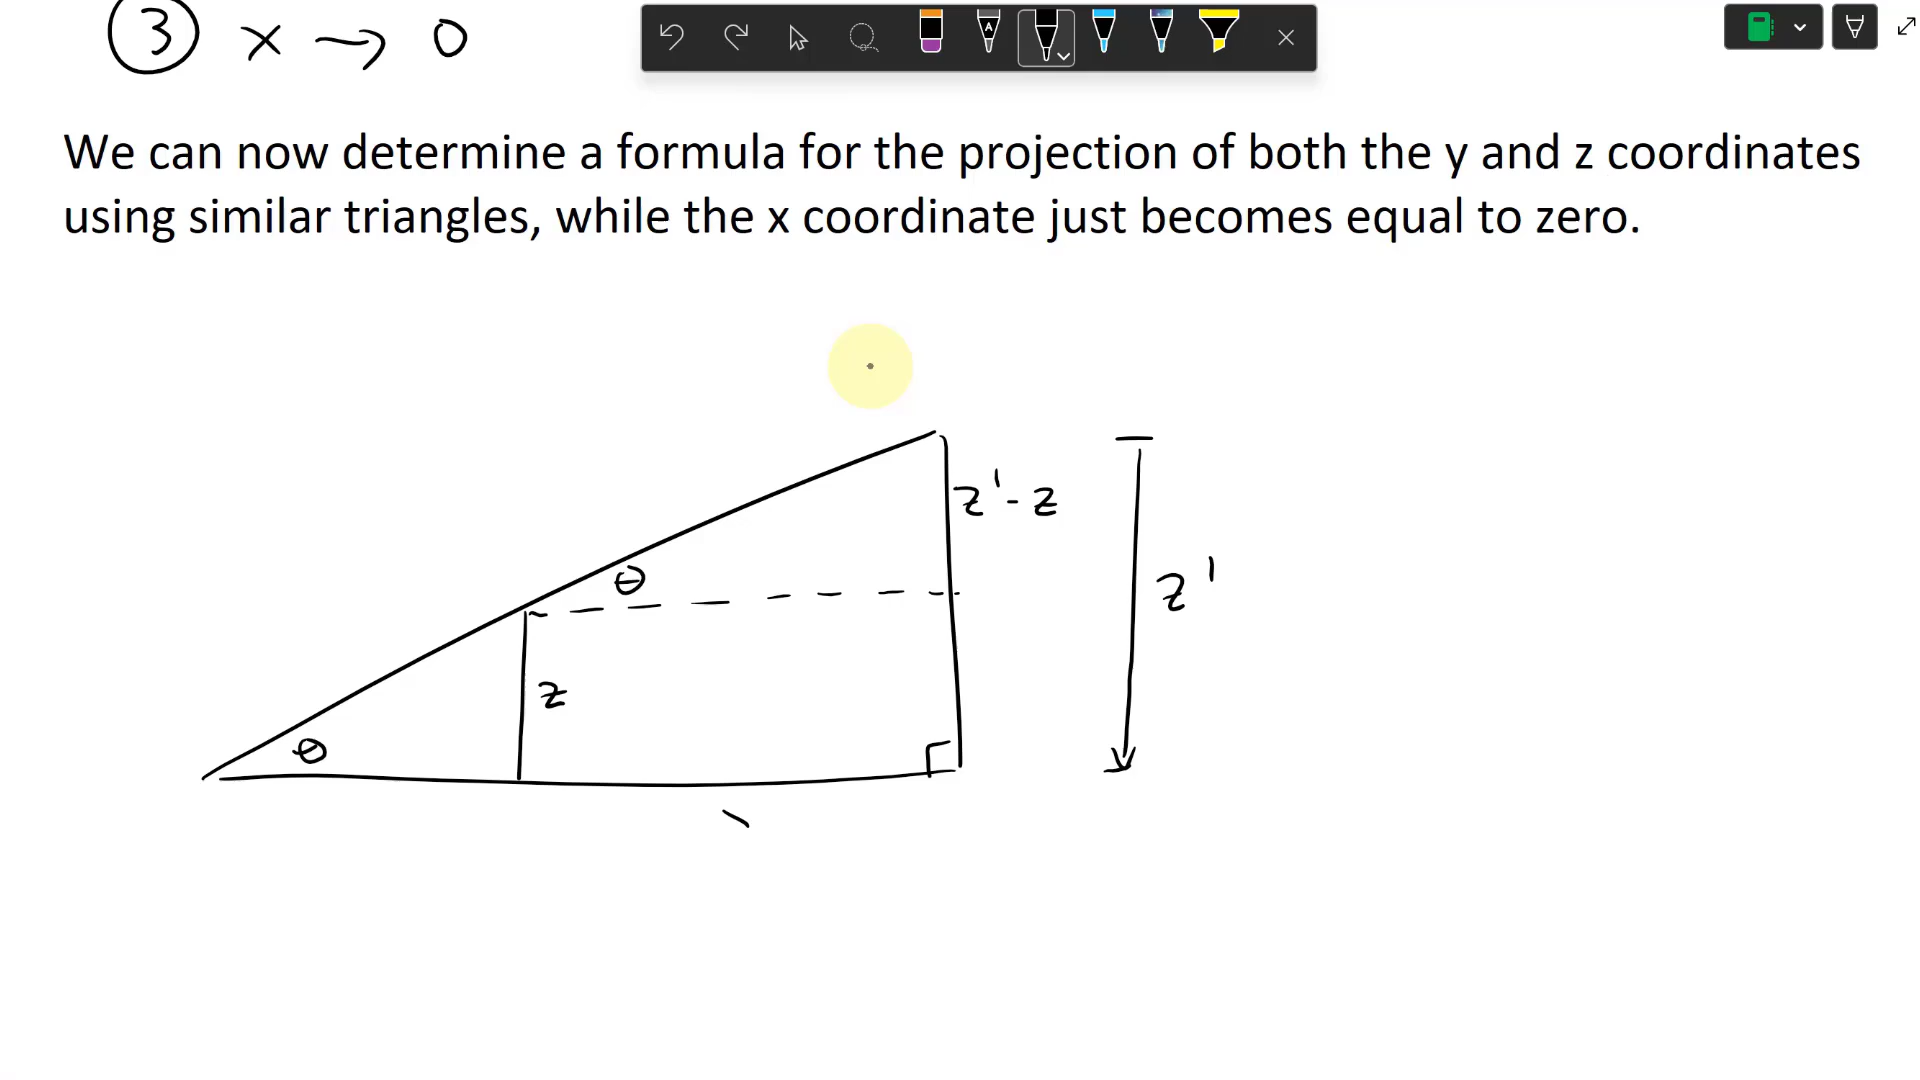 ③ x → 0
We can now determine a formula for the projection of both the y and z coordinates
using similar triangles, while the x coordinate just becomes equal to zero.
z' - z
θ
z'
z
θ